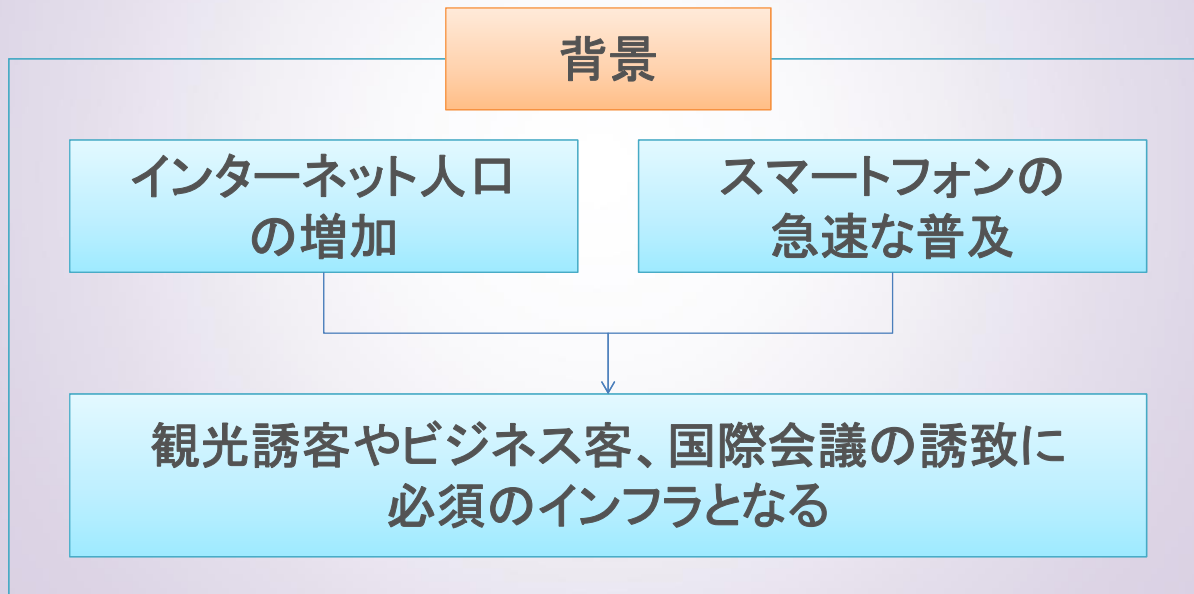 背景
インターネット人口
の増加
スマートフォンの
急速な普及
観光誘客やビジネス客、国際会議の誘致に
必須のインフラとなる